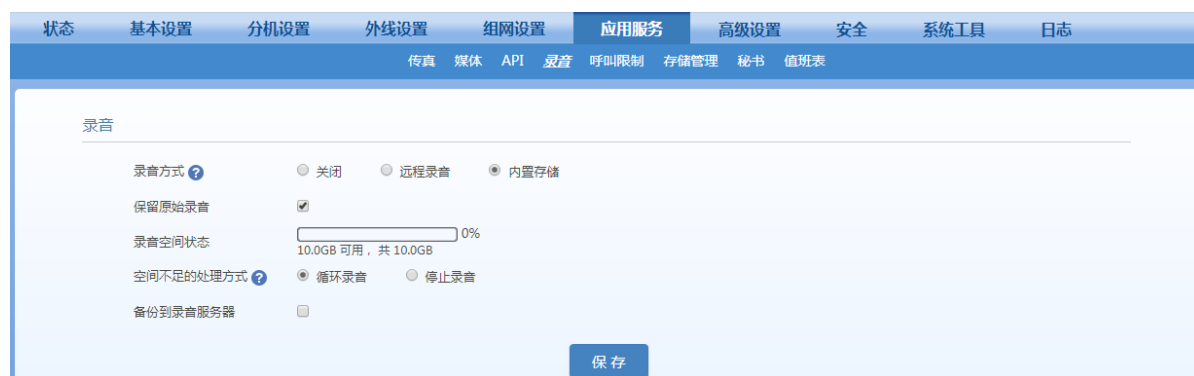 状态 基本设置 分机设置 外线设置 组网设置 应用服务 高级设置 安全 系统工具 日志
传真 媒体 API 录音 呼叫限制 存储管理 秘书 值班表
录音
录音方式 ? 关闭 远程录音 内置存储
保留原始录音
录音空间状态 0%
10.0GB 可用 ，共 10.0GB
空间不足的处理方式 ? 循环录音 停止录音
备份到录音服务器
保存